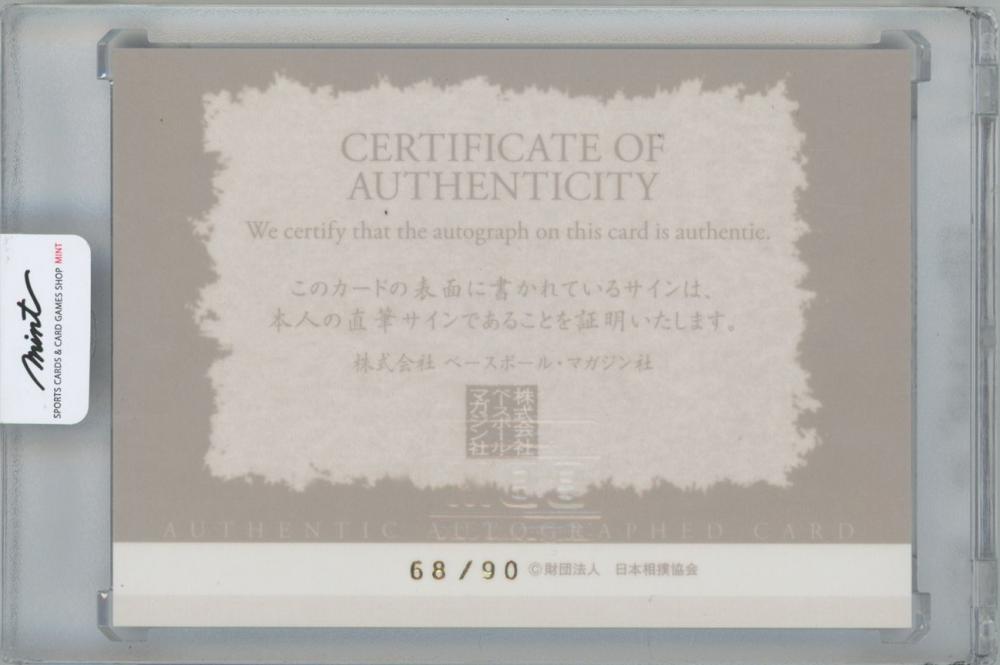 CERTIFICATE OF
AUTHENTICITY
We certify that the autograph on this card is authentic.
このカードの表面に書かれているサインは、
本人の直筆サインであることを証明いたします。
株式会社 ベースボール・マガジン社
株式会社
ベースボール
マガジン社
AUTHENTIC AUTOGRAPHED CARD
68/90 ©財団法人 日本相撲協会
mint
SPORTS CARDS & CARD GAMES SHOP MINT